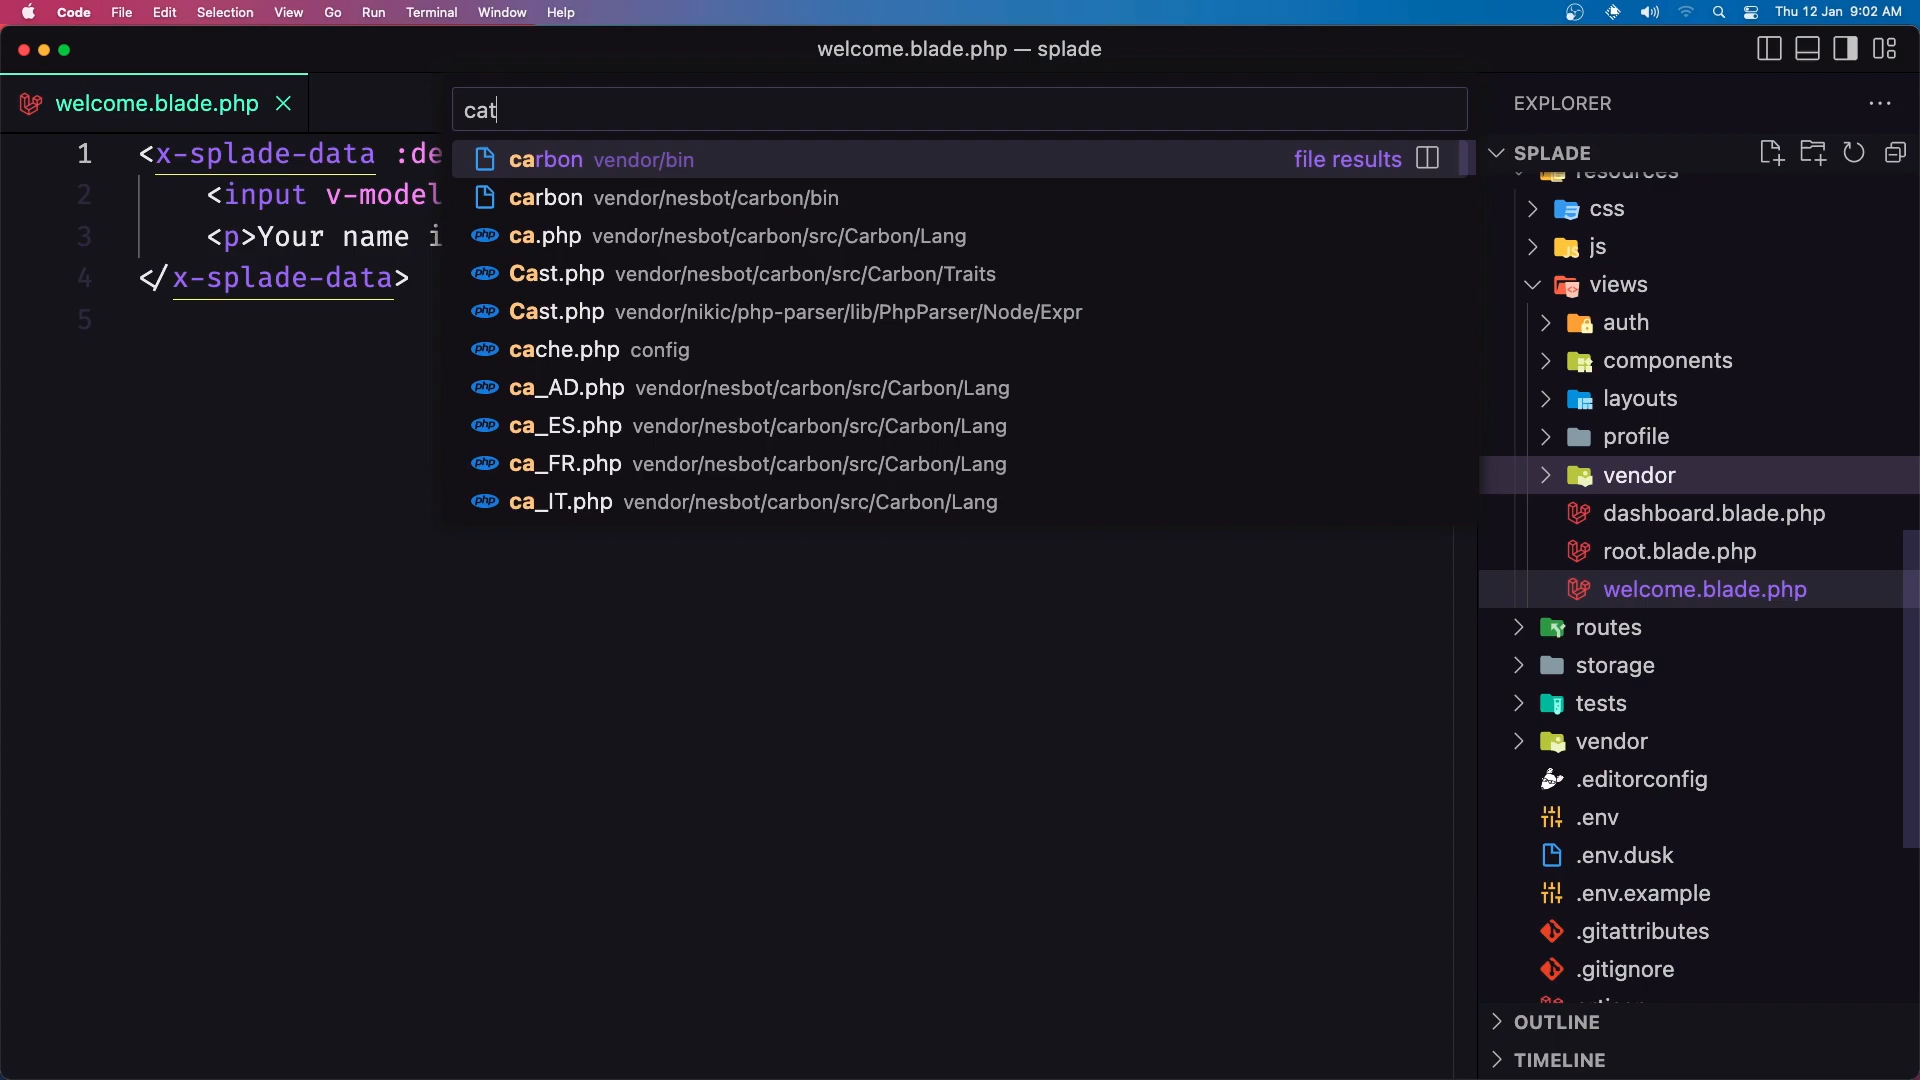 Code File Edit Selection View Go Run Terminal Window Help Thu 12 Jan 9:02 AM
welcome.blade.php — splade
welcome.blade.php
1 <x-splade-data :de
2 <input v-model
3 <p>Your name i
4 </x-splade-data>
5
cat
carbon vendor/bin file results
carbon vendor/nesbot/carbon/bin
ca.php vendor/nesbot/carbon/src/Carbon/Lang
Cast.php vendor/nesbot/carbon/src/Carbon/Traits
Cast.php vendor/nikic/php-parser/lib/PhpParser/Node/Expr
cache.php config
ca_AD.php vendor/nesbot/carbon/src/Carbon/Lang
ca_ES.php vendor/nesbot/carbon/src/Carbon/Lang
ca_FR.php vendor/nesbot/carbon/src/Carbon/Lang
ca_IT.php vendor/nesbot/carbon/src/Carbon/Lang
EXPLORER
SPLADE
resources
css
js
views
auth
components
layouts
profile
vendor
dashboard.blade.php
root.blade.php
welcome.blade.php
routes
storage
tests
vendor
.editorconfig
.env
.env.dusk
.env.example
.gitattributes
.gitignore
OUTLINE
TIMELINE